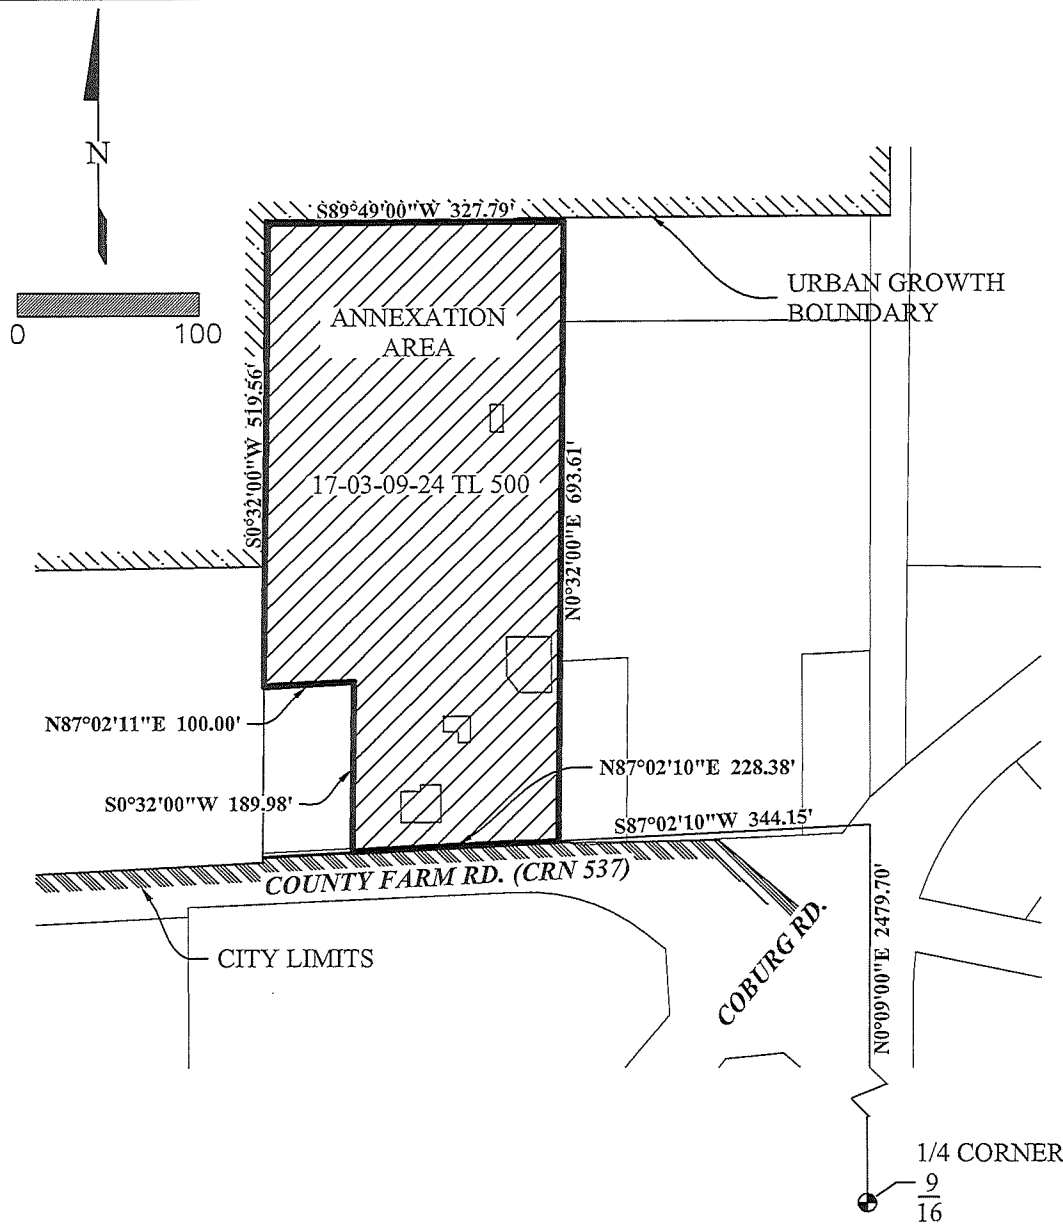 N
0 100
S89°49'00"W 327.79'
URBAN GROWTH
BOUNDARY
ANNEXATION
AREA
S0°32'00"W 519.56'
17-03-09-24 TL 500
N0°32'00"E 693.61'
N87°02'11"E 100.00'
N87°02'10"E 228.38'
S0°32'00"W 189.98'
S87°02'10"W 344.15'
COUNTY FARM RD. (CRN 537)
CITY LIMITS
COBURG RD.
N0°09'00"E 2479.70'
1/4 CORNER
9
16